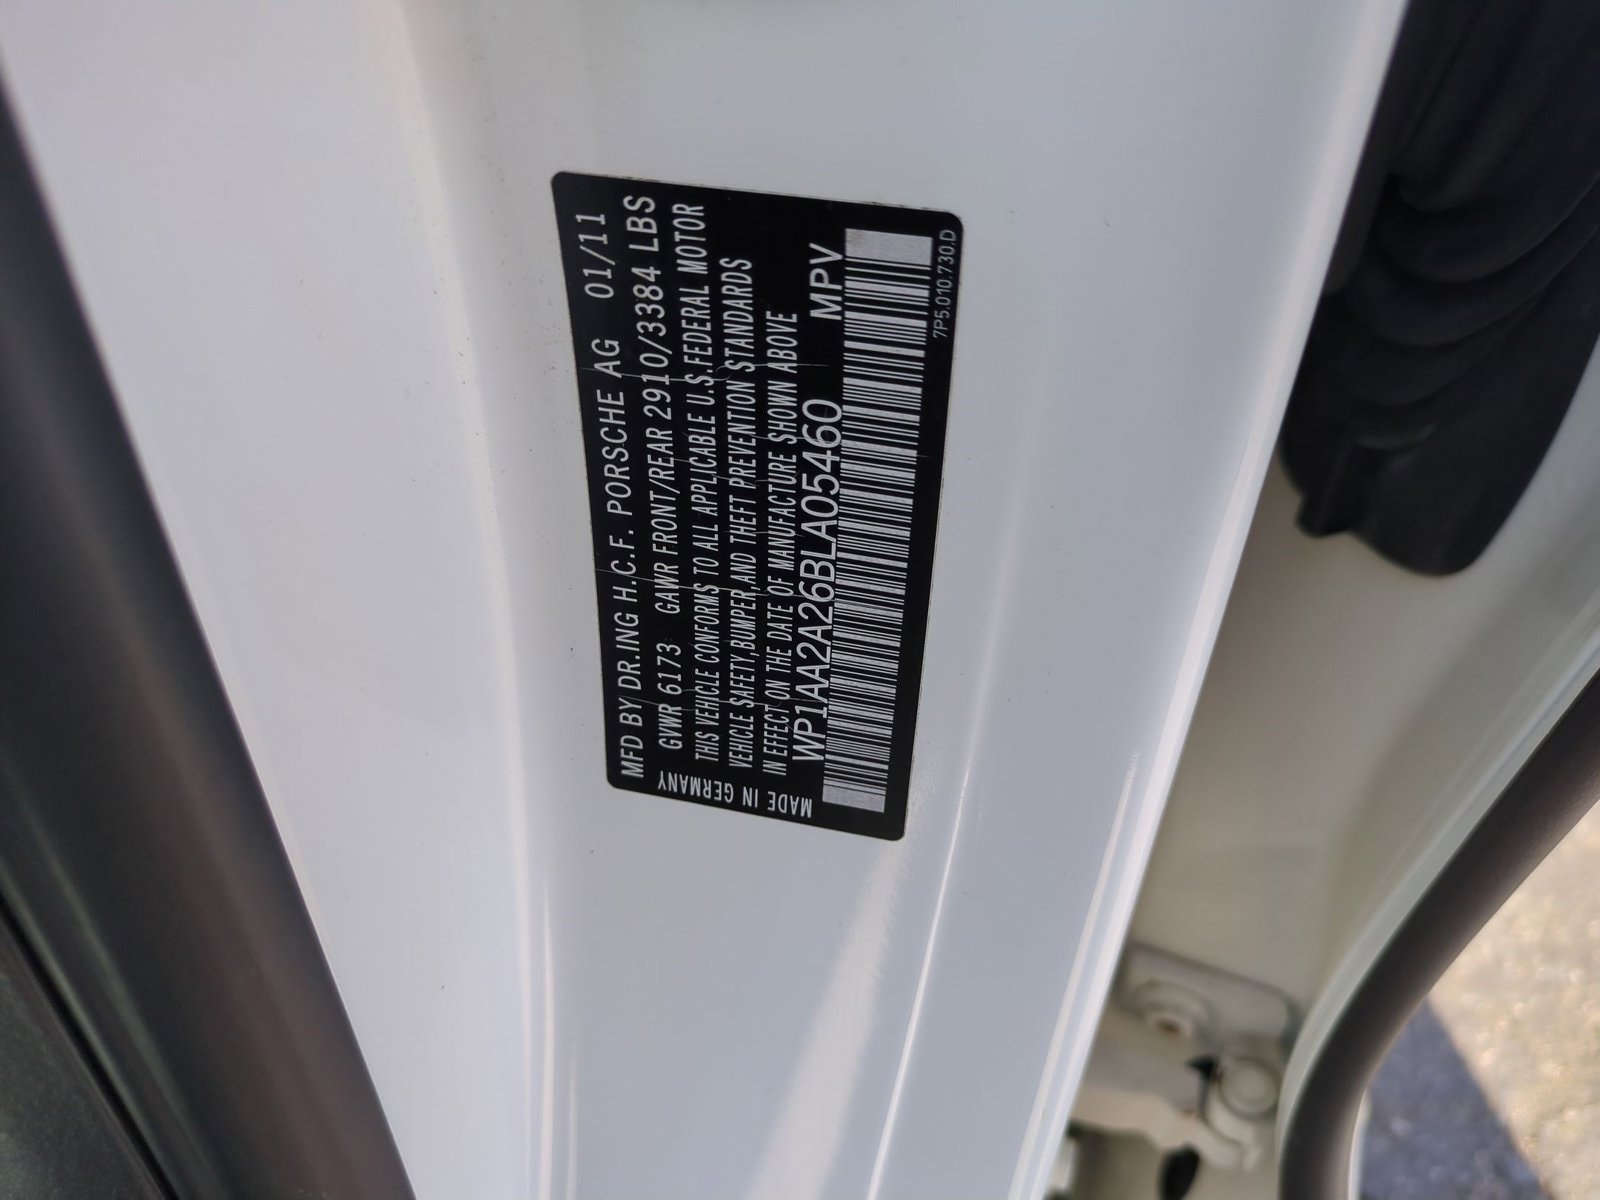 MFD BY DR.ING H.C.F. PORSCHE AG 01/11
GVWR 6173 GAWR FRONT/REAR 2910/3384 LBS
THIS VEHICLE CONFORMS TO ALL APPLICABLE U.S.FEDERAL MOTOR
VEHICLE SAFETY,BUMPER,AND THEFT PREVENTION STANDARDS
IN EFFECT ON THE DATE OF MANUFACTURE SHOWN ABOVE
WP1AA2A26BLA05460 MPV
7P5.010.730.D
MADE IN GERMANY